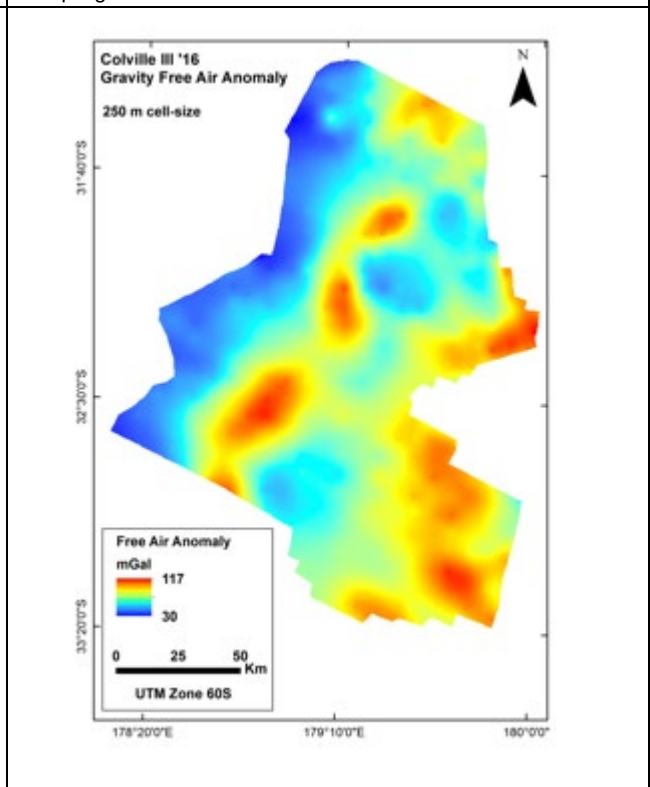 Colville III '16
Gravity Free Air Anomaly
250 m cell-size
N
31°40'0"S
32°30'0"S
33°20'0"S
Free Air Anomaly
mGal
117
30
0 25 50
Km
UTM Zone 60S
178°20'0"E 179°10'0"E 180°0'0"